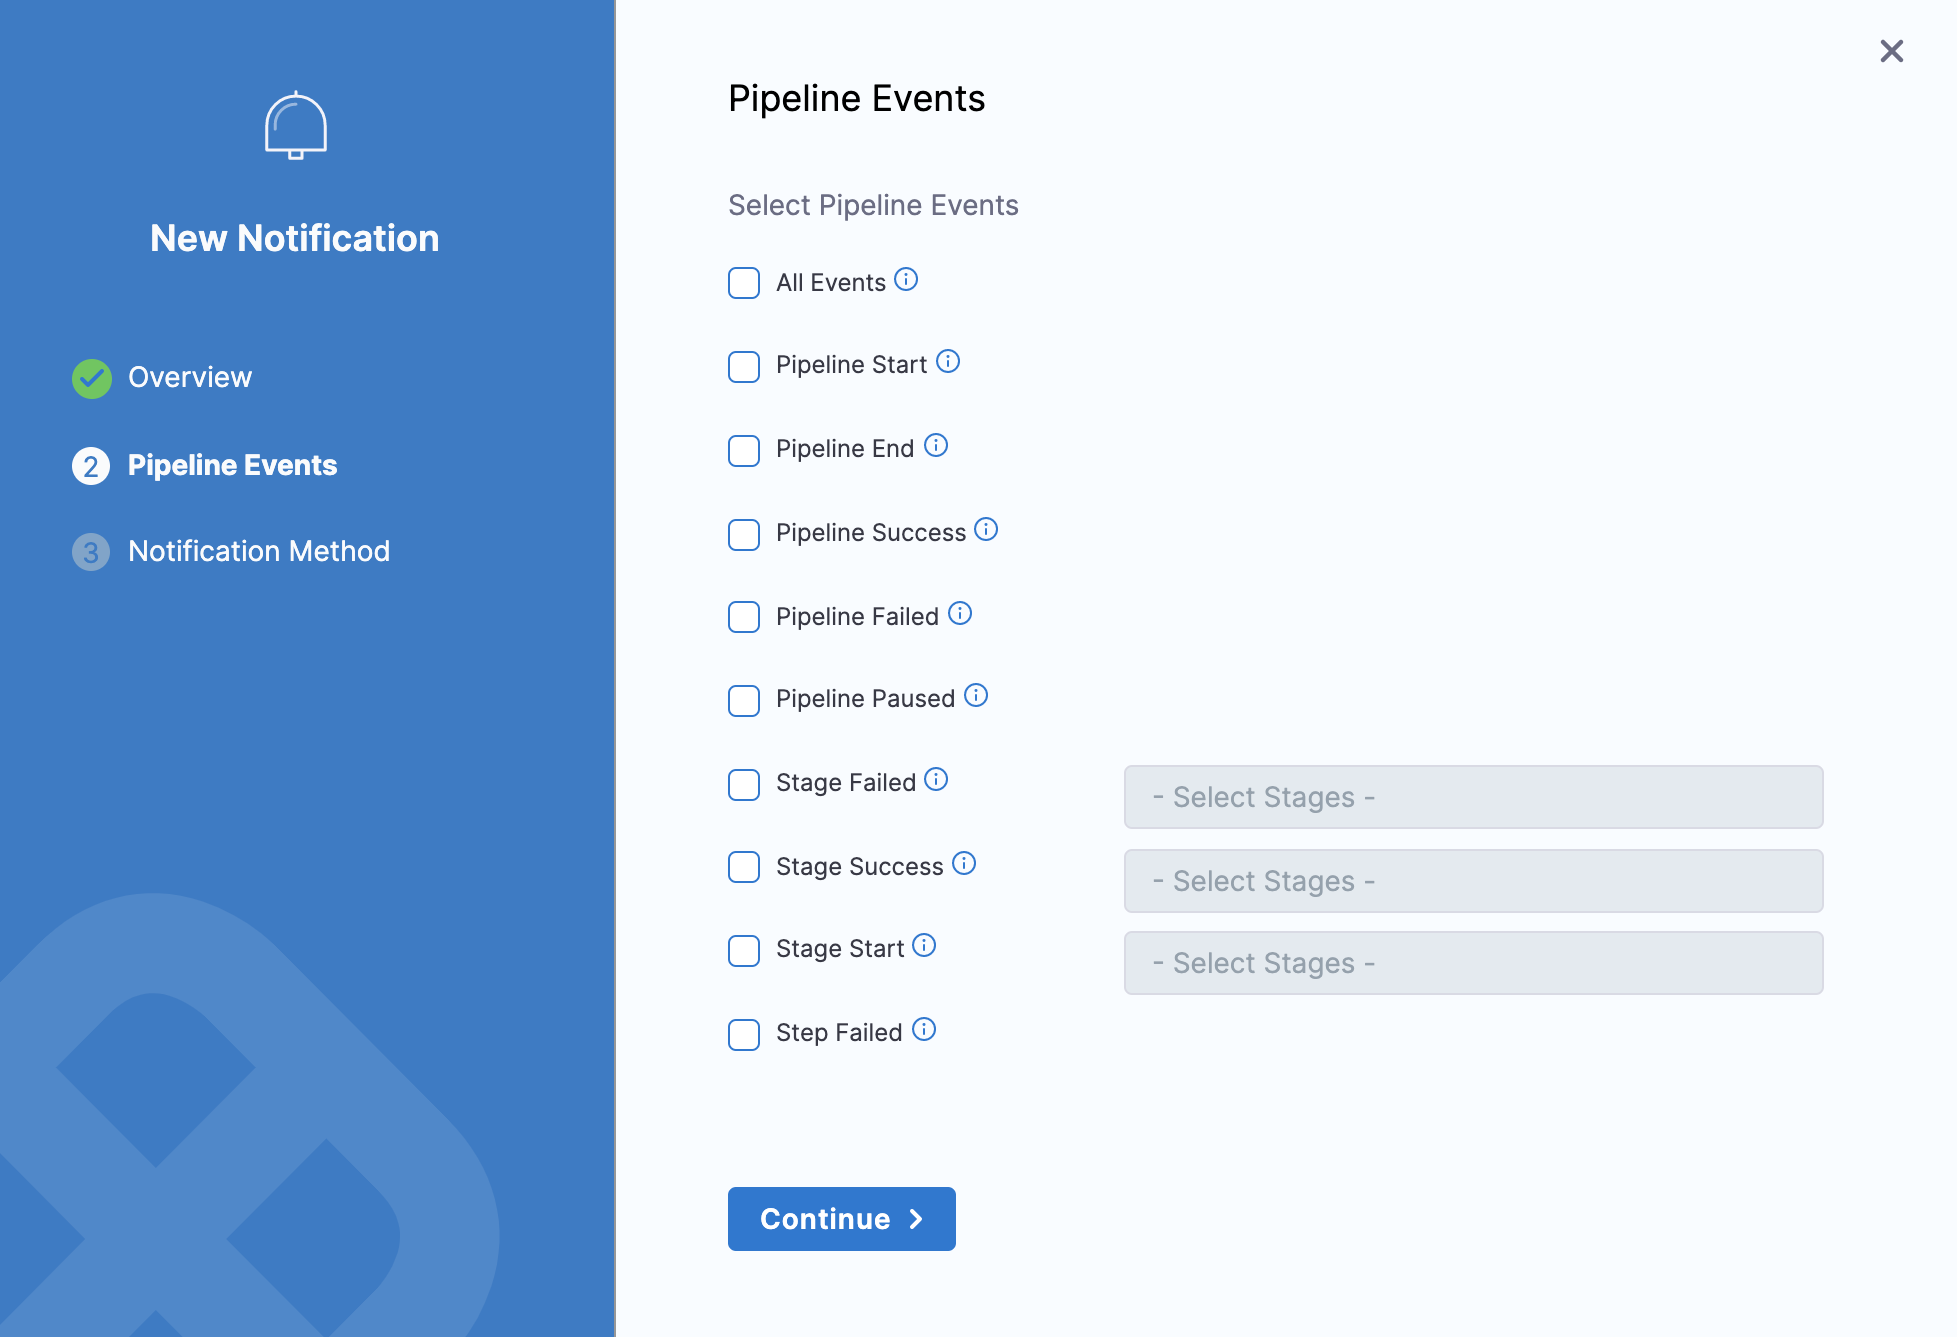 New Notification
Overview
2 Pipeline Events
3 Notification Method
Pipeline Events
Select Pipeline Events
All Events
Pipeline Start
Pipeline End
Pipeline Success
Pipeline Failed
Pipeline Paused
Stage Failed
- Select Stages -
Stage Success
- Select Stages -
Stage Start
- Select Stages -
Step Failed
Continue